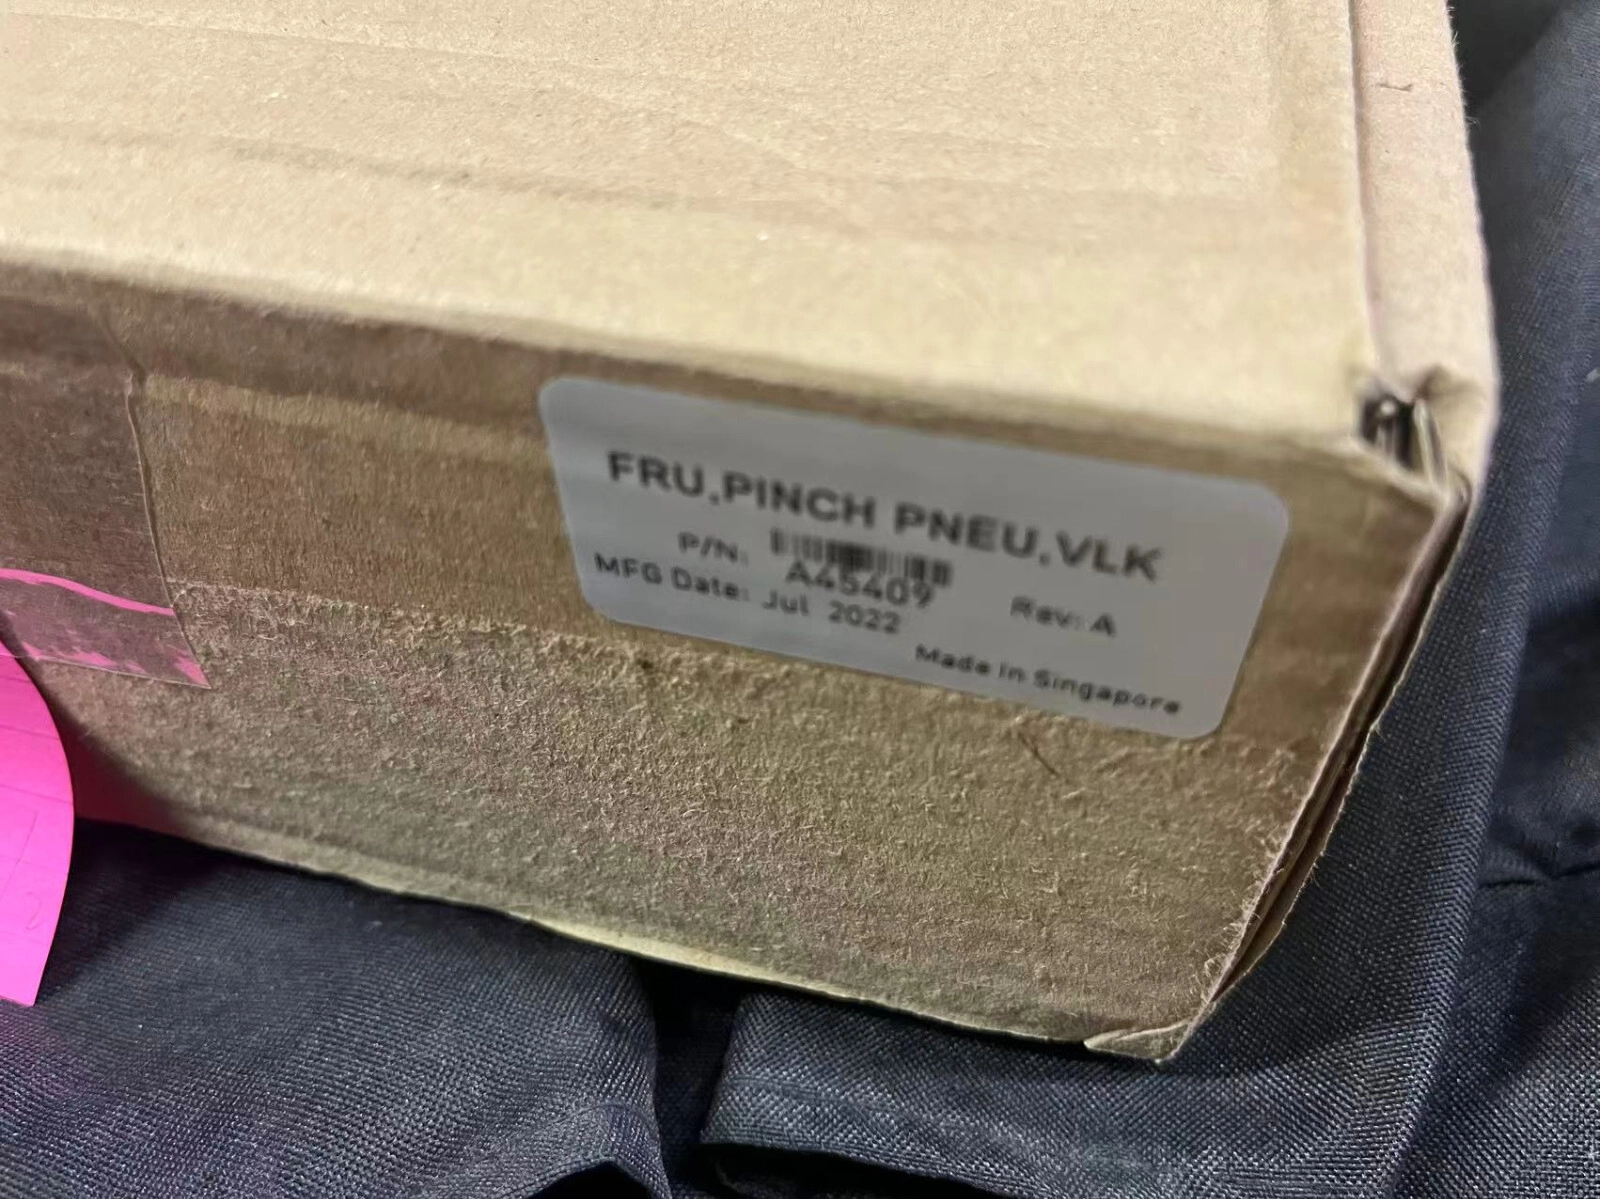 FRU,PINCH PNEU,VLK
P/N:
A45409
Rev: A
MFG Date: Jul 2022
Made in Singapore